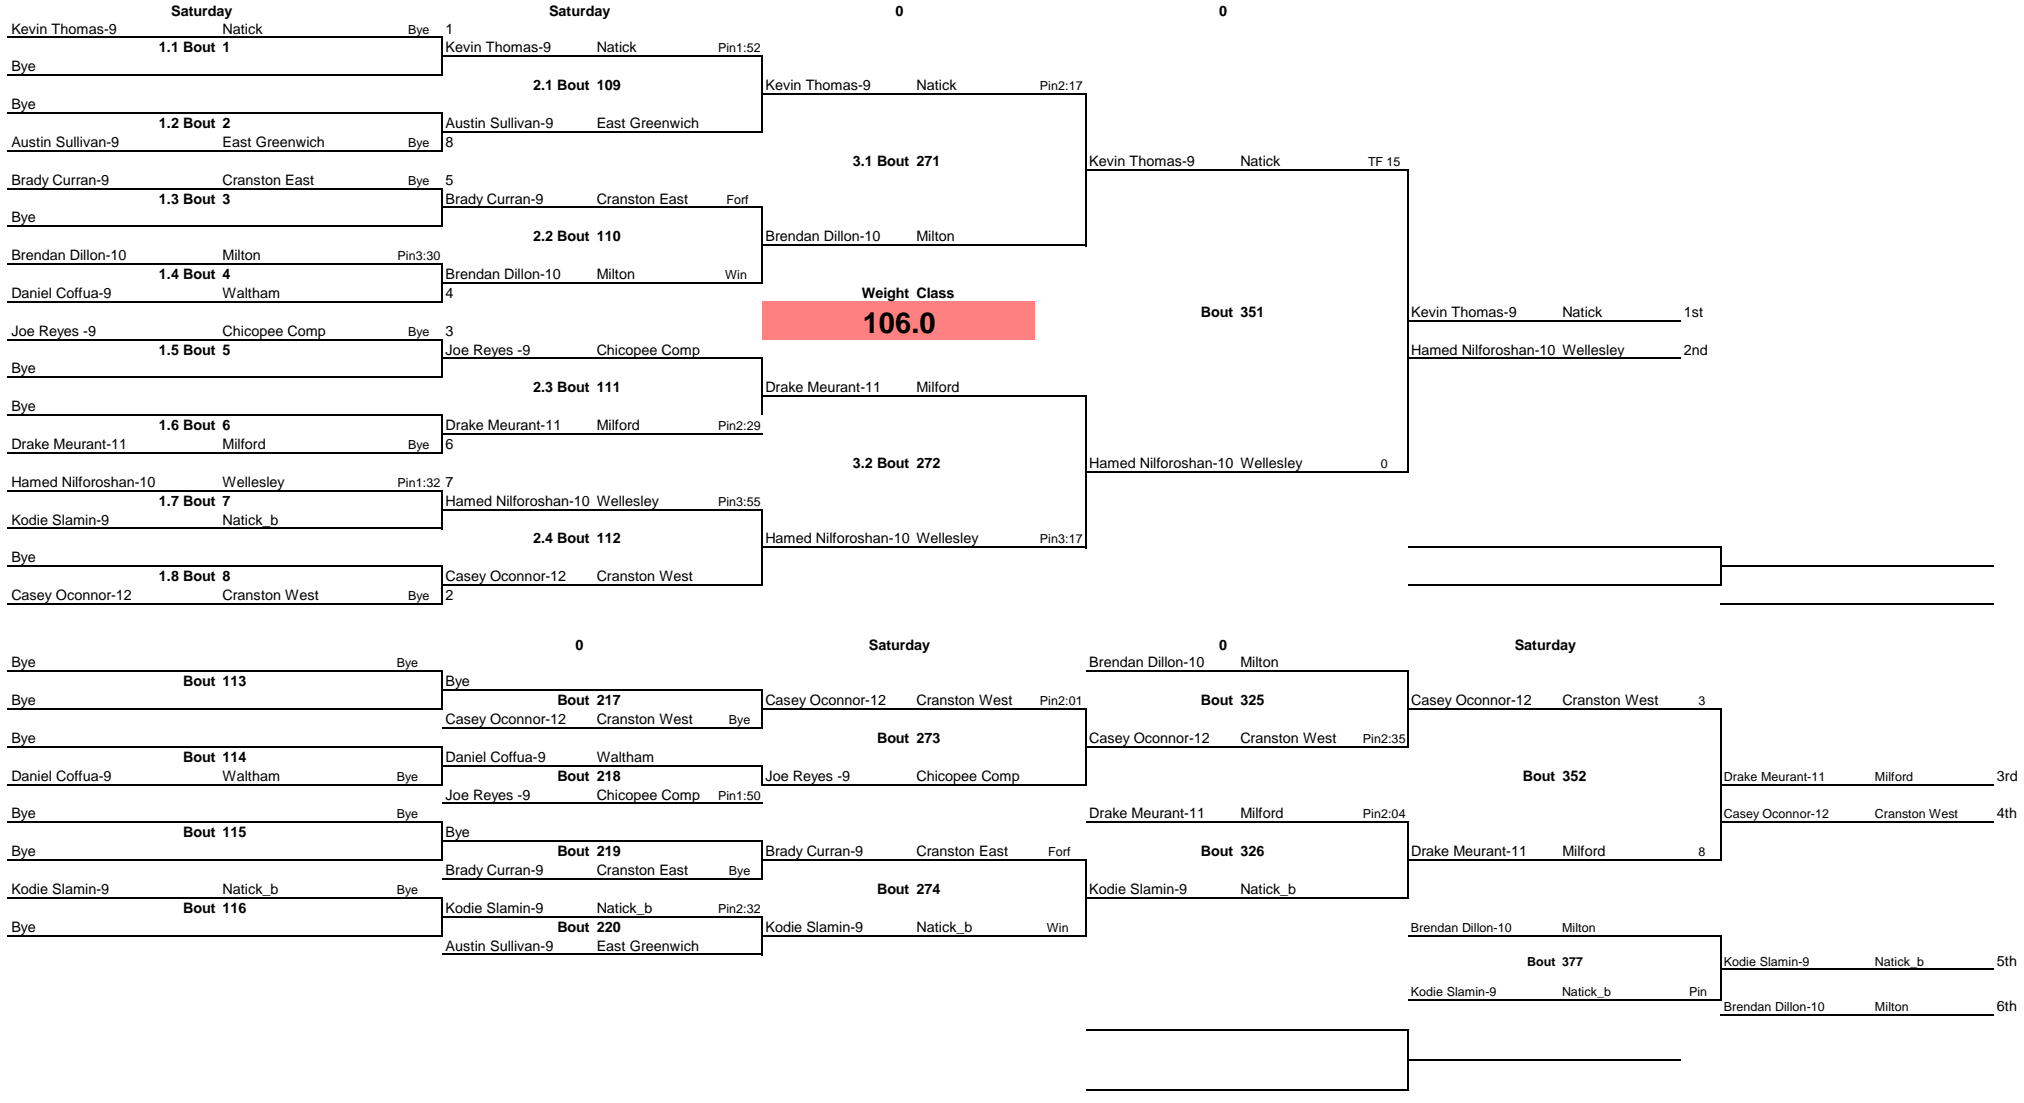 Saturday Saturday 0 0
Kevin Thomas-9 Natick Bye 1
1.1 Bout 1 Kevin Thomas-9 Natick Pin1:52
Bye
2.1 Bout 109 Kevin Thomas-9 Natick Pin2:17
Bye
1.2 Bout 2 Austin Sullivan-9 East Greenwich
Austin Sullivan-9 East Greenwich Bye 8
3.1 Bout 271 Kevin Thomas-9 Natick TF 15
Brady Curran-9 Cranston East Bye 5
1.3 Bout 3 Brady Curran-9 Cranston East Forf
Bye
2.2 Bout 110 Brendan Dillon-10 Milton
Brendan Dillon-10 Milton Pin3:30
1.4 Bout 4 Brendan Dillon-10 Milton Win
Daniel Coffua-9 Waltham 4 Weight Class
106.0 Bout 351 Kevin Thomas-9 Natick 1st
Joe Reyes -9 Chicopee Comp Bye 3
1.5 Bout 5 Joe Reyes -9 Chicopee Comp Hamed Nilforoshan-10 Wellesley 2nd
Bye
2.3 Bout 111 Drake Meurant-11 Milford
Bye
1.6 Bout 6 Drake Meurant-11 Milford Pin2:29
Drake Meurant-11 Milford Bye 6
3.2 Bout 272 Hamed Nilforoshan-10 Wellesley 0
Hamed Nilforoshan-10 Wellesley Pin1:32 7
1.7 Bout 7 Hamed Nilforoshan-10 Wellesley Pin3:55
Kodie Slamin-9 Natick_b
2.4 Bout 112 Hamed Nilforoshan-10 Wellesley Pin3:17
Bye
1.8 Bout 8 Casey Oconnor-12 Cranston West
Casey Oconnor-12 Cranston West Bye 2
0 Saturday 0 Saturday
Bye Bye Brendan Dillon-10 Milton
Bout 113 Bye
Bye Bout 217 Casey Oconnor-12 Cranston West Pin2:01 Bout 325 Casey Oconnor-12 Cranston West 3
Casey Oconnor-12 Cranston West Bye
Bye Bout 273 Casey Oconnor-12 Cranston West Pin2:35
Bout 114 Daniel Coffua-9 Waltham
Daniel Coffua-9 Waltham Bye Bout 218 Joe Reyes -9 Chicopee Comp Bout 352 Drake Meurant-11 Milford 3rd
Joe Reyes -9 Chicopee Comp Pin1:50
Bye Bye Drake Meurant-11 Milford Pin2:04 Casey Oconnor-12 Cranston West 4th
Bout 115 Bye
Bye Bout 219 Brady Curran-9 Cranston East Forf Bout 326 Drake Meurant-11 Milford 8
Brady Curran-9 Cranston East Bye
Kodie Slamin-9 Natick_b Bye Bout 274 Kodie Slamin-9 Natick_b
Bout 116 Kodie Slamin-9 Natick_b Pin2:32
Bye Bout 220 Kodie Slamin-9 Natick_b Win Brendan Dillon-10 Milton
Austin Sullivan-9 East Greenwich
Bout 377 Kodie Slamin-9 Natick_b 5th
Kodie Slamin-9 Natick_b Pin
Brendan Dillon-10 Milton 6th